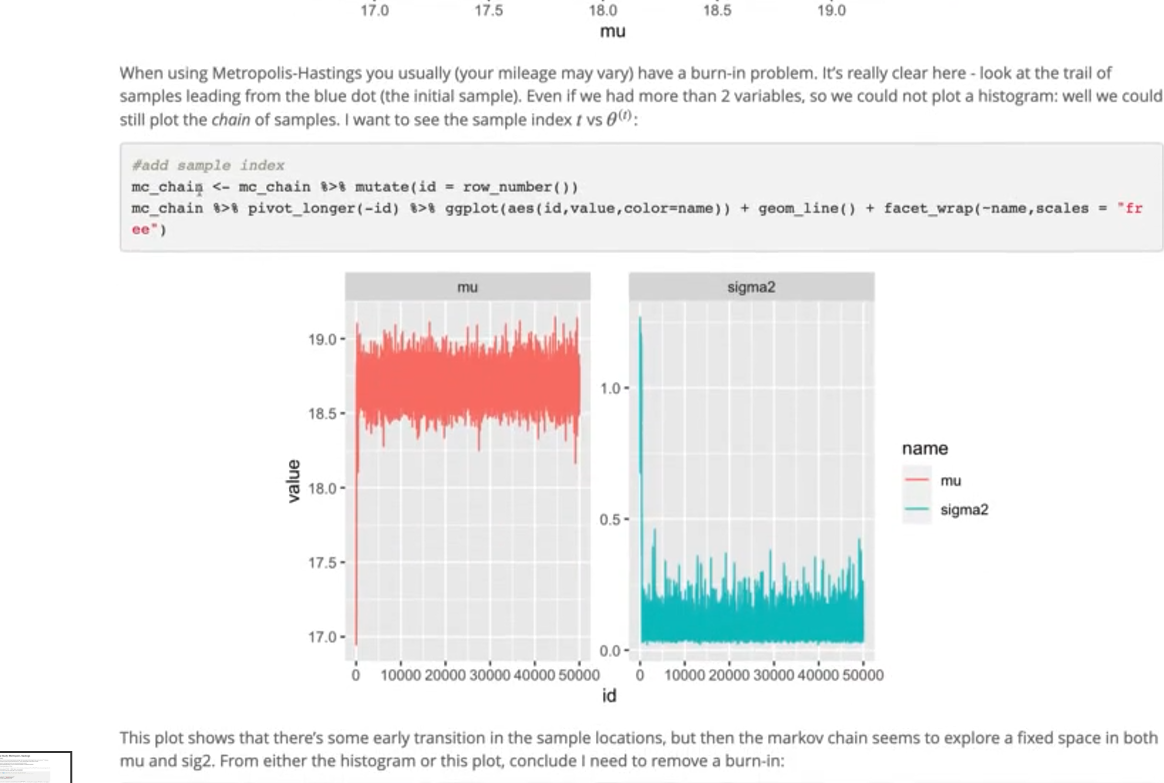 17.0 17.5 18.0 18.5 19.0
mu
When using Metropolis-Hastings you usually (your mileage may vary) have a burn-in problem. It's really clear here - look at the trail of
samples leading from the blue dot (the initial sample). Even if we had more than 2 variables, so we could not plot a histogram: well we could
still plot the chain of samples. I want to see the sample index t vs θ(t):
#add sample index
mc_chain <- mc_chain %>% mutate(id = row_number())
mc_chain %>% pivot_longer(-id) %>% ggplot(aes(id,value,color=name)) + geom_line() + facet_wrap(~name,scales = "fr
ee")
mu sigma2
19.0
18.5
18.0
17.5
17.0
value
1.0
0.5
0.0
0 10000 20000 30000 40000 50000 0 10000 20000 30000 40000 50000
id
name
mu
sigma2
This plot shows that there's some early transition in the sample locations, but then the markov chain seems to explore a fixed space in both
mu and sig2. From either the histogram or this plot, conclude I need to remove a burn-in: